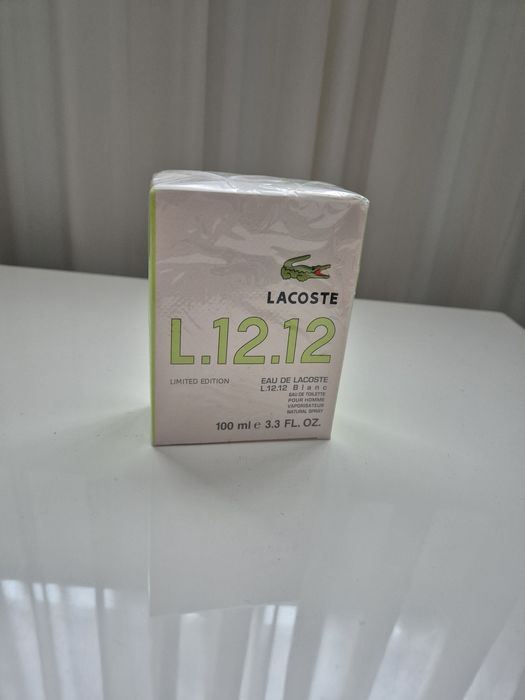 LACOSTE
L.12.12
LIMITED EDITION
EAU DE LACOSTE
L.12.12 Blanc
EAU DE TOILETTE
POUR HOMME
VAPORISATEUR
NATURAL SPRAY
100 ml e 3.3 FL. OZ.